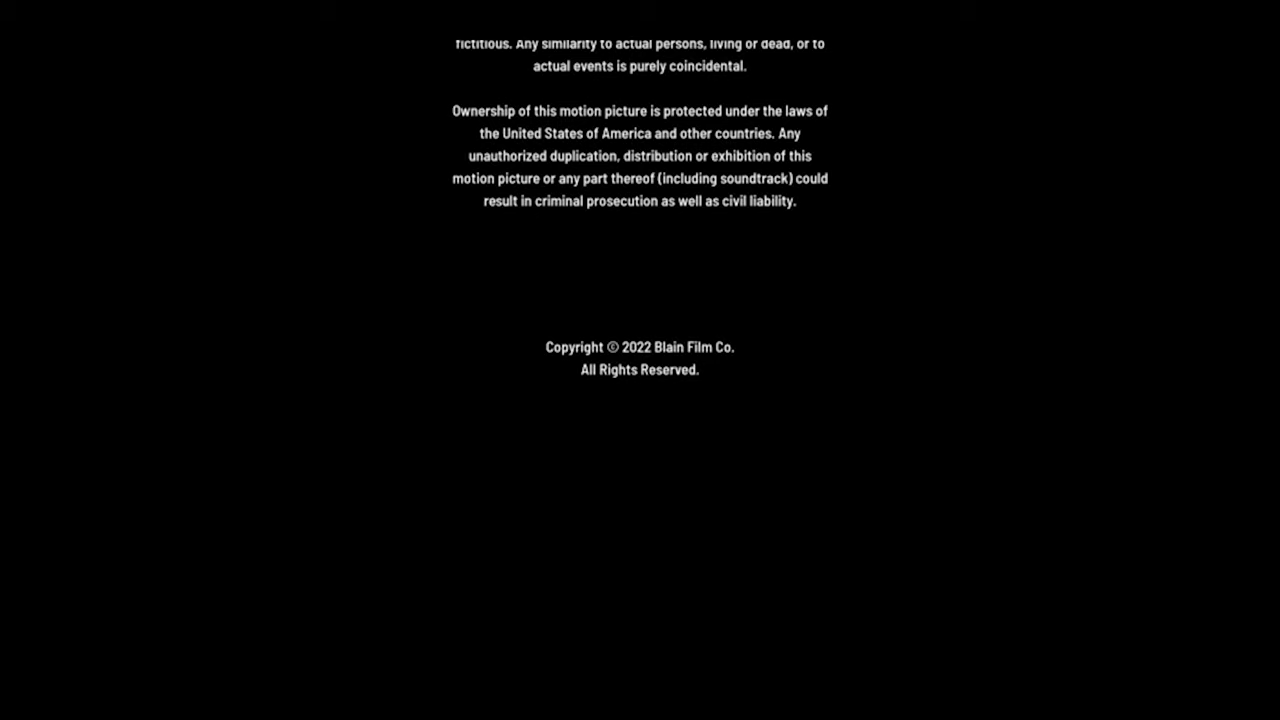 fictitious. Any similarity to actual persons, living or dead, or to
actual events is purely coincidental.
Ownership of this motion picture is protected under the laws of
the United States of America and other countries. Any
unauthorized duplication, distribution or exhibition of this
motion picture or any part thereof (including soundtrack) could
result in criminal prosecution as well as civil liability.
Copyright © 2022 Blain Film Co.
All Rights Reserved.